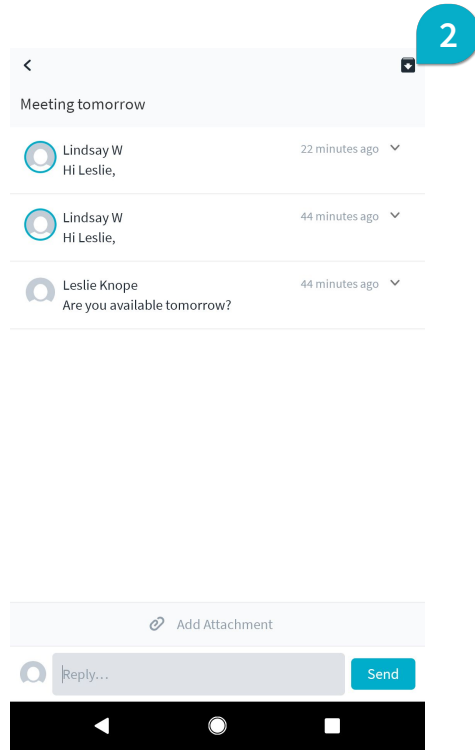 2
Meeting tomorrow
Lindsay W
22 minutes ago
Hi Leslie,
Lindsay W
44 minutes ago
Hi Leslie,
Leslie Knope
44 minutes ago
Are you available tomorrow?
Add Attachment
Reply...
Send